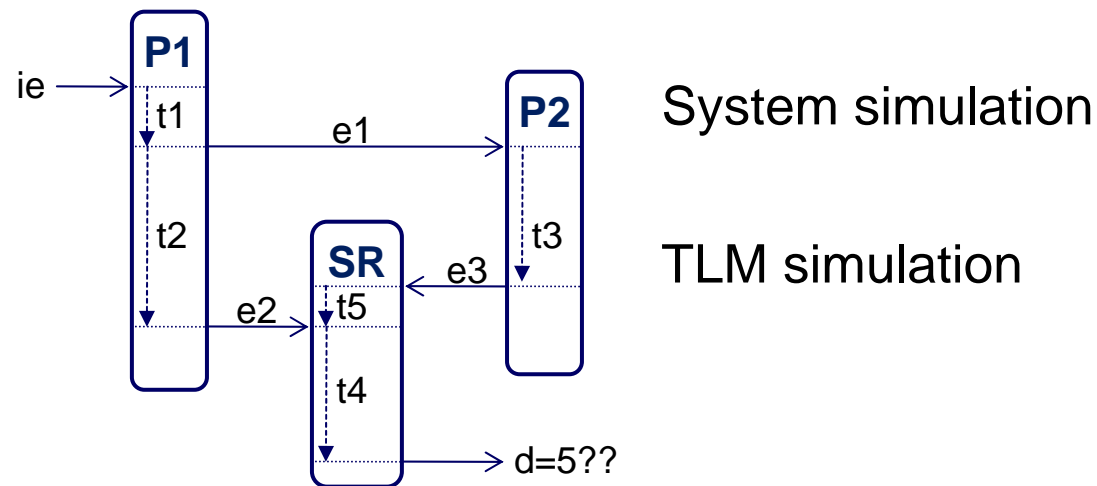 P1
ie
t1
P2
System simulation
e1
t2
t3
SR
e3
TLM simulation
t5
e2
t4
d=5??